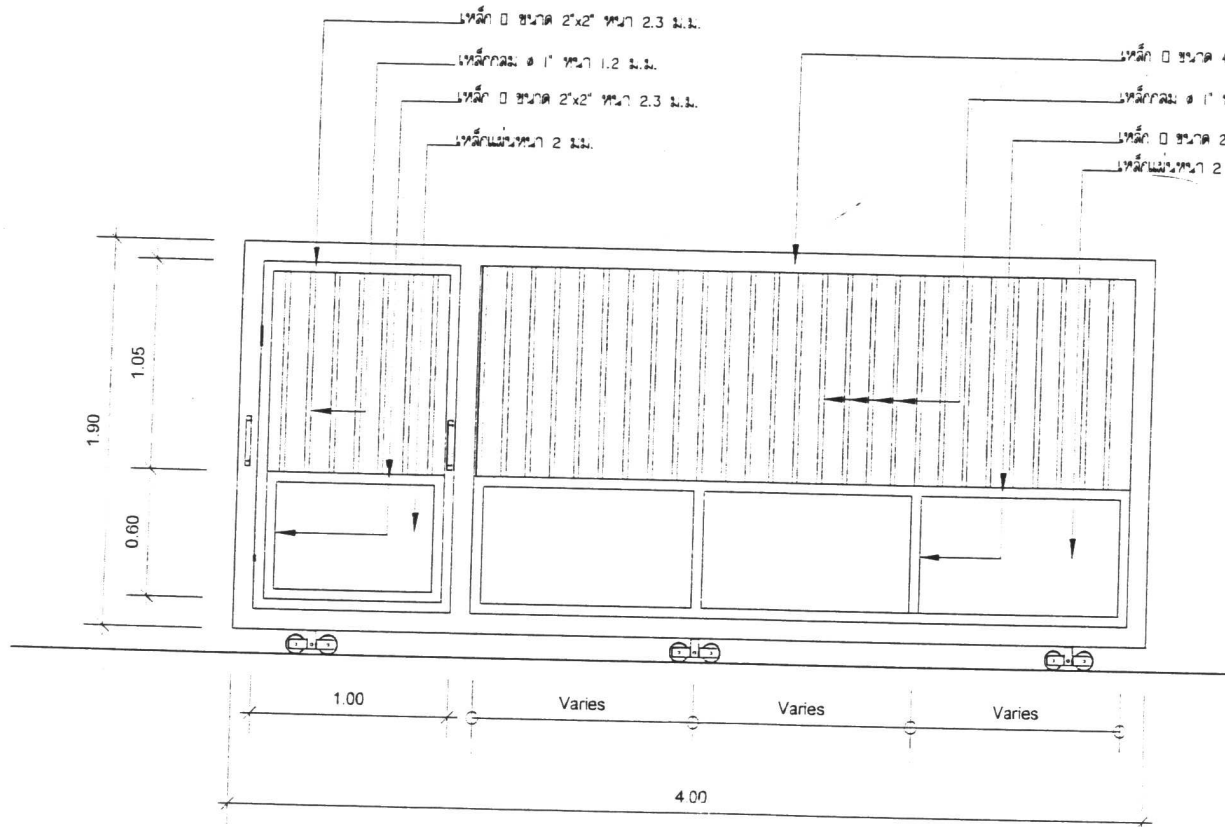 เหล็ก ▯ ขนาด 2"x2" หนา 2.3 ม.ม.
เหล็กกลม ø 1" หนา 1.2 ม.ม.
เหล็ก ▯ ขนาด 2"x2" หนา 2.3 ม.ม.
เหล็กแผ่นหนา 2 มม.
เหล็ก ▯ ขนาด 4
เหล็กกลม ø 1"
เหล็ก ▯ ขนาด 2
เหล็กแผ่นหนา 2
1.90
1.05
0.60
1.00
Varies
Varies
Varies
4.00